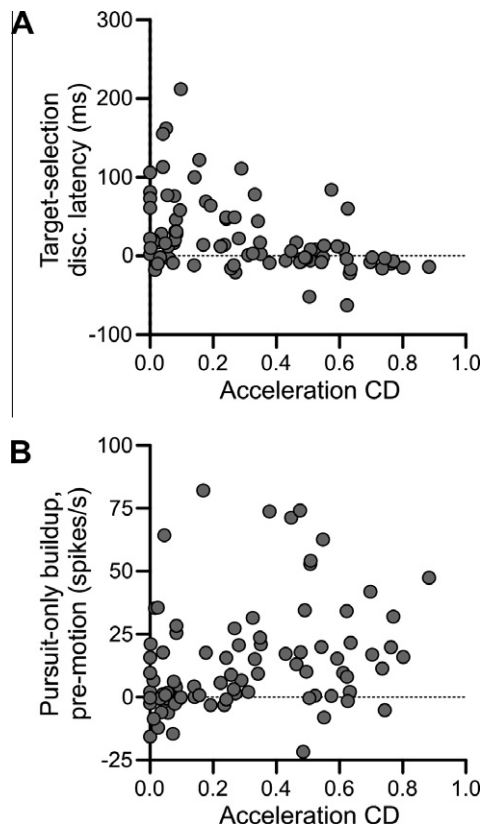 A
300
200
100
0
-100
Target-selection
disc. latency (ms)
0.0 0.2 0.4 0.6 0.8 1.0
Acceleration CD
B
100
75
50
25
0
-25
Pursuit-only buildup,
pre-motion (spikes/s)
0.0 0.2 0.4 0.6 0.8 1.0
Acceleration CD